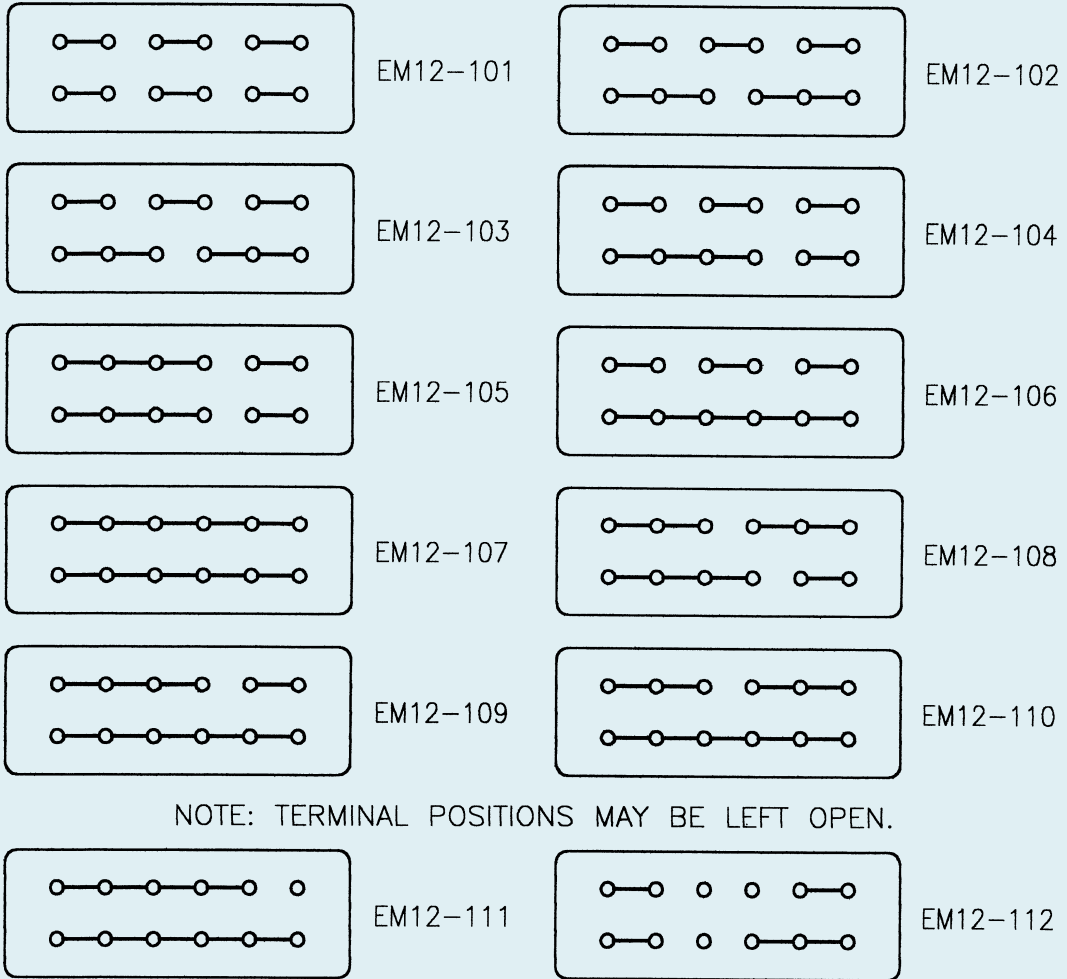 EM12-101
EM12-102
EM12-103
EM12-104
EM12-105
EM12-106
EM12-107
EM12-108
EM12-109
EM12-110
NOTE: TERMINAL POSITIONS MAY BE LEFT OPEN.
EM12-111
EM12-112